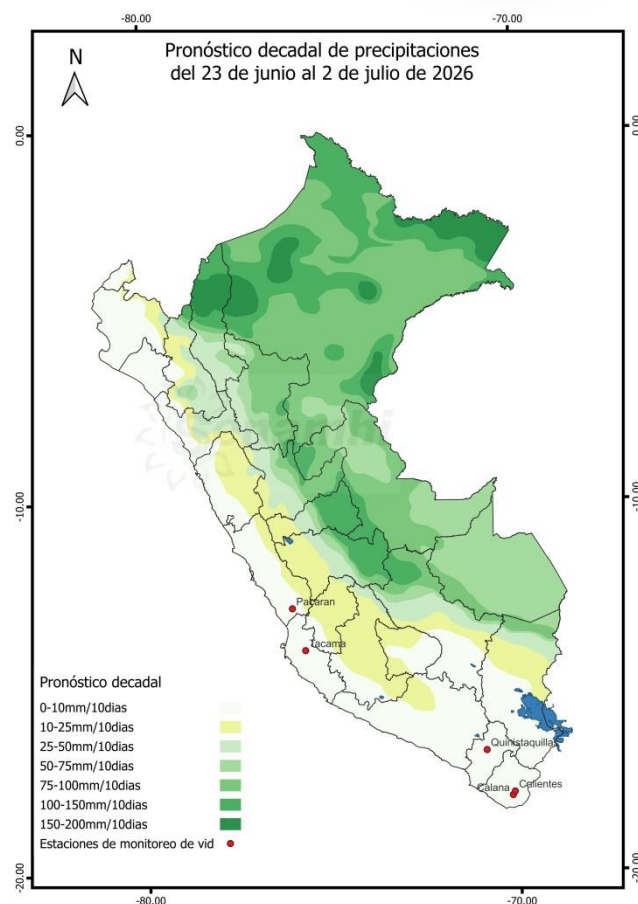 -80.00
-70.00
Pronóstico decadal de precipitaciones
del 23 de junio al 2 de julio de 2026
N
0.00
0.00
senamhi
-10.00
-10.00
Pacaran
Tacama
Quinistaquillas
Calientes
Calana
Pronóstico decadal
0-10mm/10dias
10-25mm/10dias
25-50mm/10dias
50-75mm/10dias
75-100mm/10dias
100-150mm/10dias
150-200mm/10dias
Estaciones de monitoreo de vid
-20.00
-20.00
-80.00
-70.00